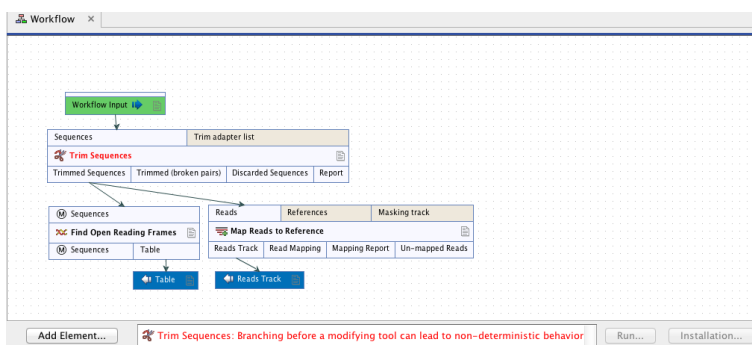 Workflow ×
Workflow Input
Sequences Trim adapter list
Trim Sequences
Trimmed Sequences Trimmed (broken pairs) Discarded Sequences Report
M Sequences
Find Open Reading Frames
M Sequences Table
Reads References Masking track
Map Reads to Reference
Reads Track Read Mapping Mapping Report Un-mapped Reads
Table
Reads Track
Add Element... Trim Sequences: Branching before a modifying tool can lead to non-deterministic behavior Run... Installation...